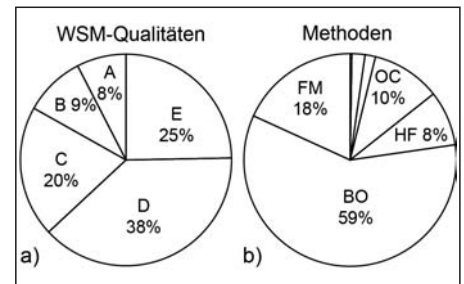 WSM-Qualitäten
A
8%
B 9%
E
25%
C
20%
D
38%
a)
Methoden
FM
18%
OC
10%
HF 8%
BO
59%
b)